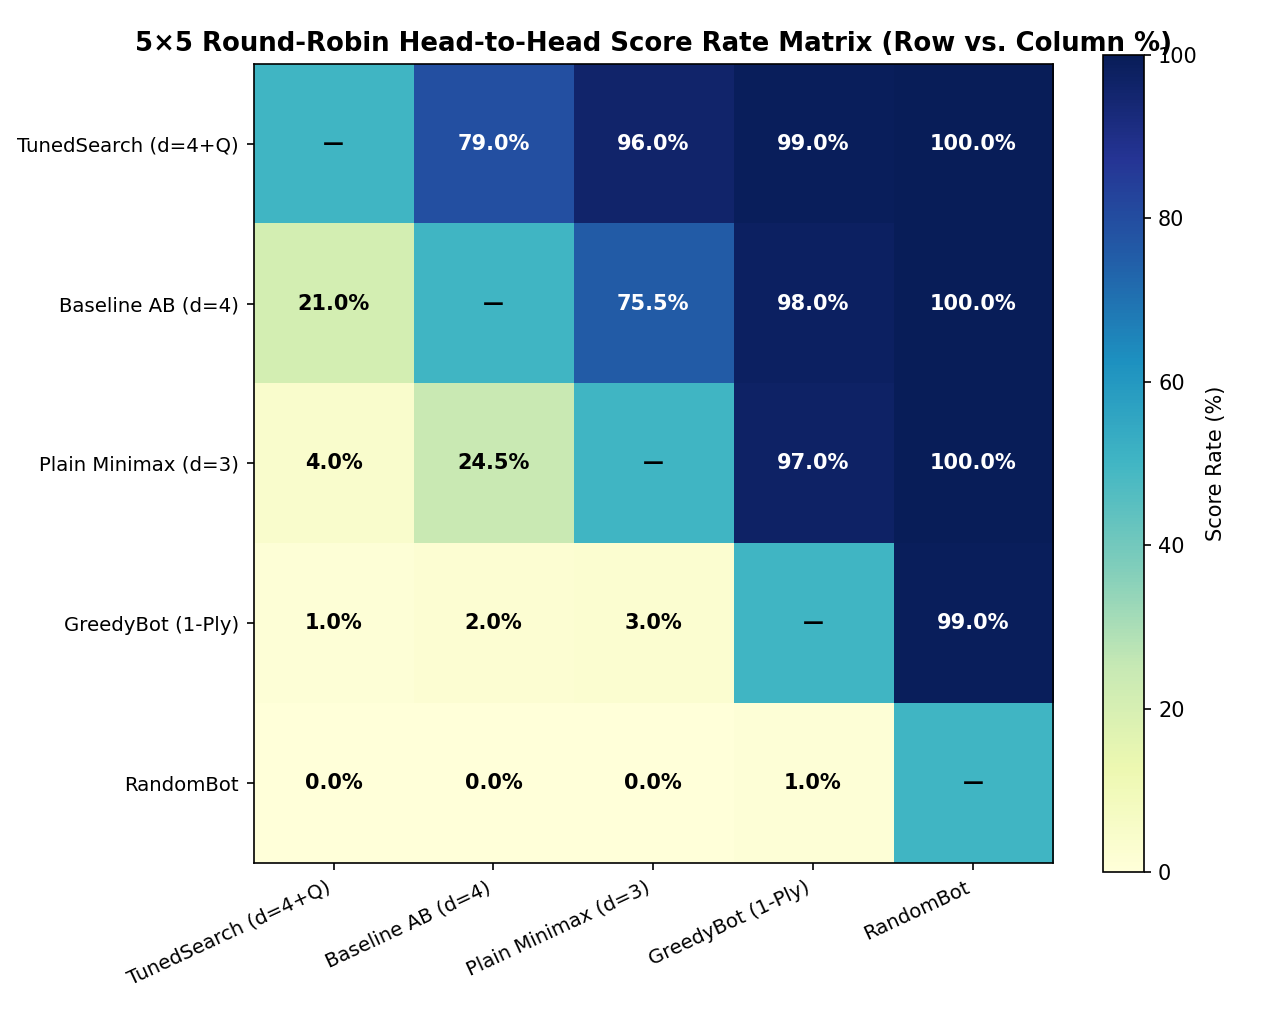 5×5 Round-Robin Head-to-Head Score Rate Matrix (Row vs. Column %)
TunedSearch (d=4+Q) — 79.0% 96.0% 99.0% 100.0%
Baseline AB (d=4) 21.0% — 75.5% 98.0% 100.0%
Plain Minimax (d=3) 4.0% 24.5% — 97.0% 100.0%
GreedyBot (1-Ply) 1.0% 2.0% 3.0% — 99.0%
RandomBot 0.0% 0.0% 0.0% 1.0% —
TunedSearch (d=4+Q)
Baseline AB (d=4)
Plain Minimax (d=3)
GreedyBot (1-Ply)
RandomBot
100
80
60
40
20
0
Score Rate (%)